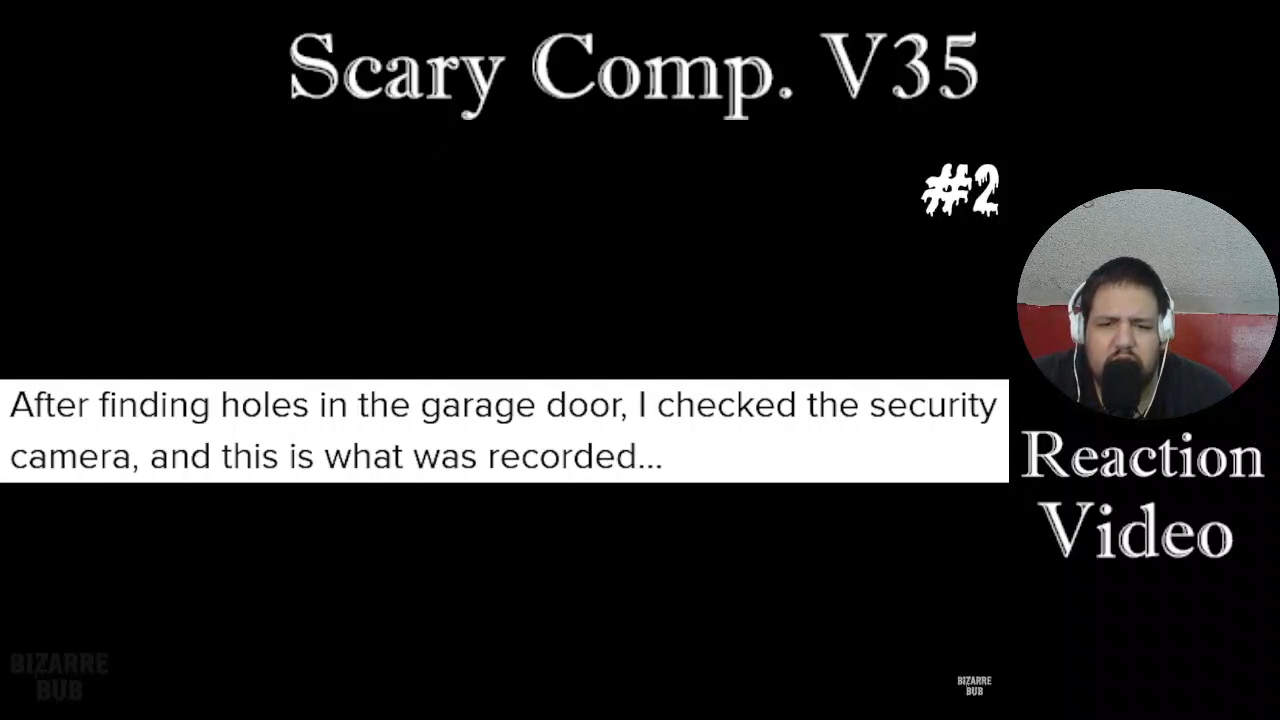 Scary Comp. V35
#2
After finding holes in the garage door, I checked the security
camera, and this is what was recorded...
Reaction
Video
BIZARRE
BUB
BIZARRE
BUB